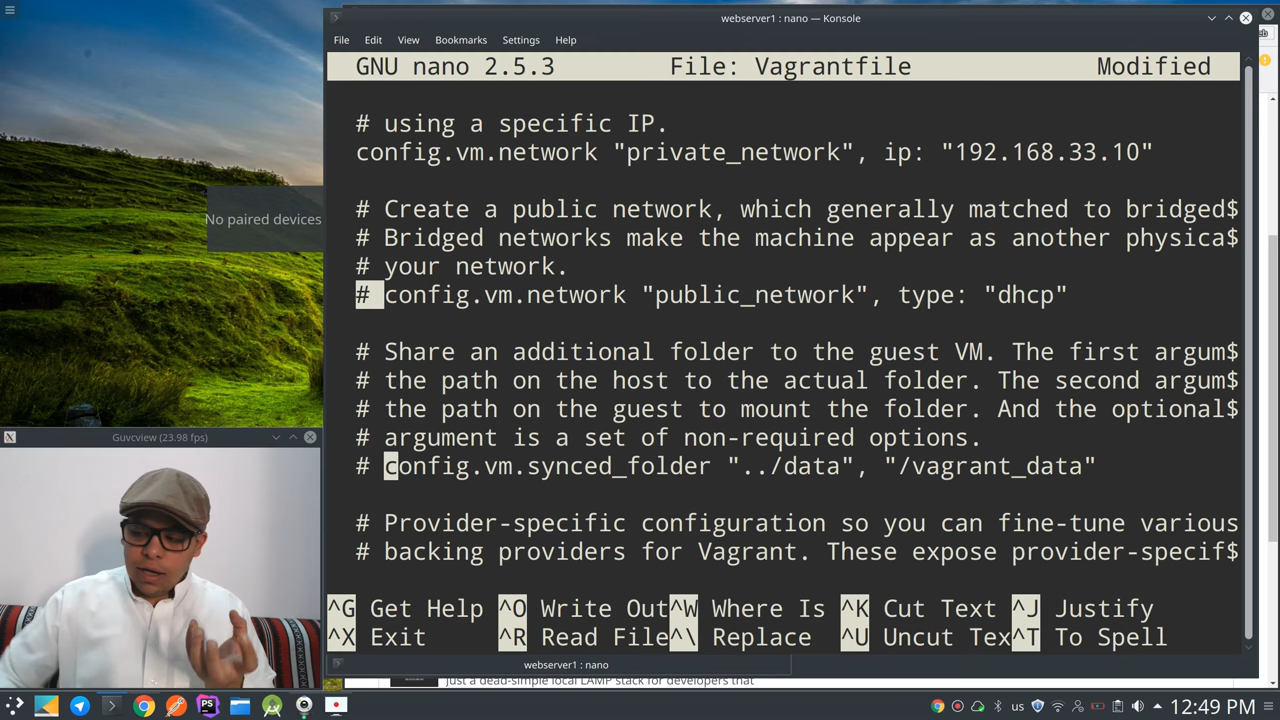 webserver1 : nano — Konsole
File Edit View Bookmarks Settings Help
GNU nano 2.5.3 File: Vagrantfile Modified
# using a specific IP.
config.vm.network "private_network", ip: "192.168.33.10"
# Create a public network, which generally matched to bridged$
# Bridged networks make the machine appear as another physica$
# your network.
# config.vm.network "public_network", type: "dhcp"
# Share an additional folder to the guest VM. The first argum$
# the path on the host to the actual folder. The second argum$
# the path on the guest to mount the folder. And the optional$
# argument is a set of non-required options.
# config.vm.synced_folder "../data", "/vagrant_data"
# Provider-specific configuration so you can fine-tune various
# backing providers for Vagrant. These expose provider-specif$
^G Get Help ^O Write Out ^W Where Is ^K Cut Text ^J Justify
^X Exit ^R Read File ^\ Replace ^U Uncut Tex ^T To Spell
webserver1 : nano
No paired devices
Guvcview (23.98 fps)
just a dead-simple local LAMP stack for developers that
PS
us
12:49 PM